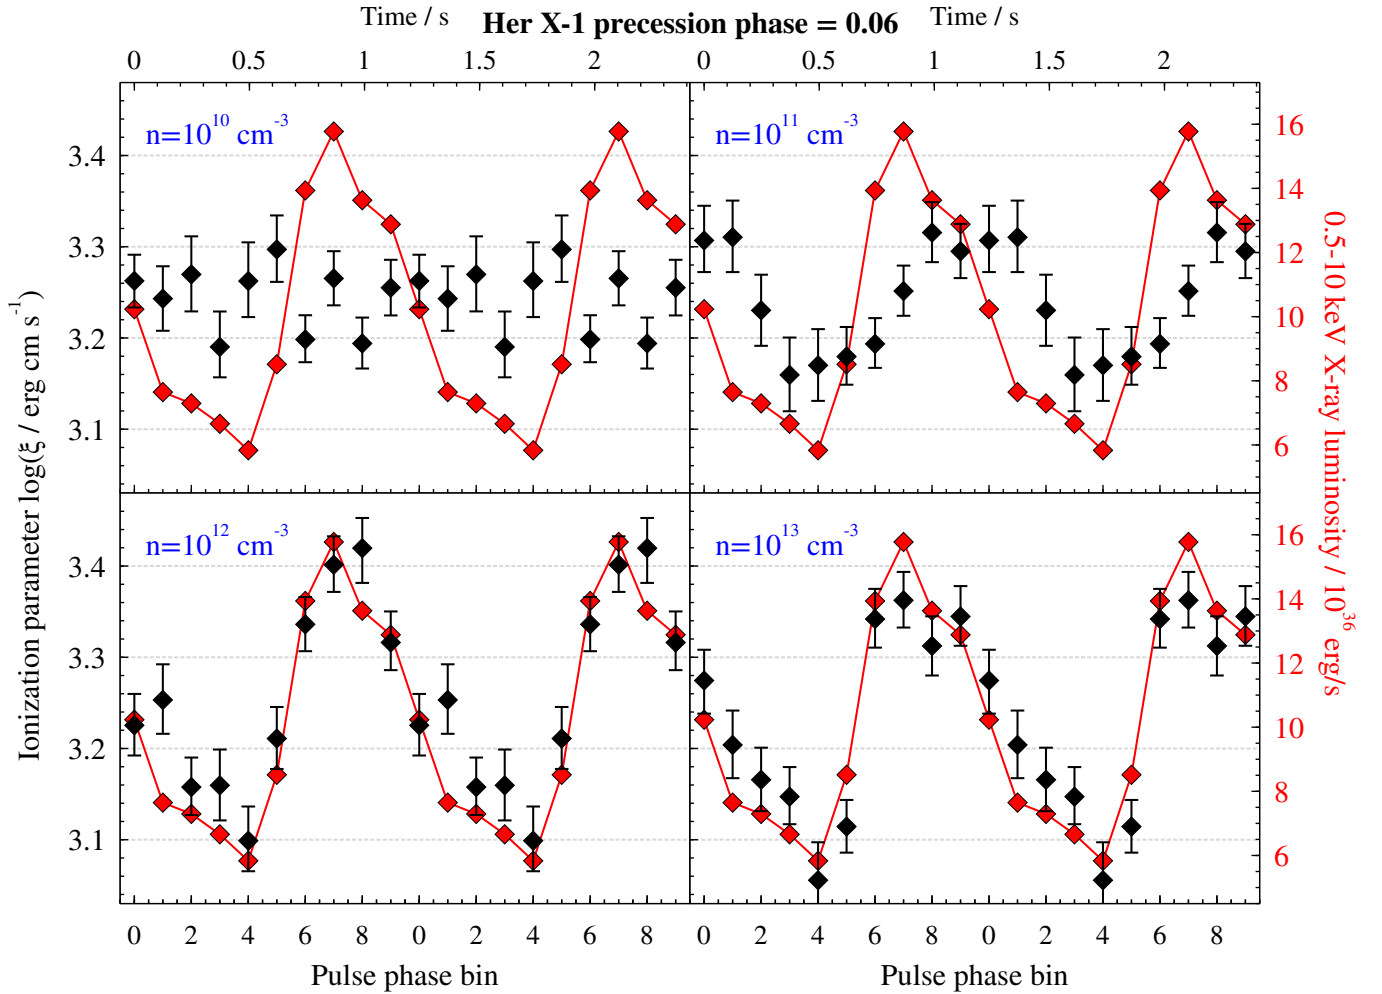 Time / s Her X-1 precession phase = 0.06 Time / s
0 0.5 1 1.5 2 0 0.5 1 1.5 2
n=10^10 cm^-3 n=10^11 cm^-3
3.4
3.3
3.2
3.1
16
14
12
10
8
6
n=10^12 cm^-3 n=10^13 cm^-3
3.4
3.3
3.2
3.1
16
14
12
10
8
6
Ionization parameter log(ξ / erg cm s^-1)
0.5-10 keV X-ray luminosity / 10^36 erg/s
0 2 4 6 8 0 2 4 6 8 0 2 4 6 8 0 2 4 6 8
Pulse phase bin Pulse phase bin